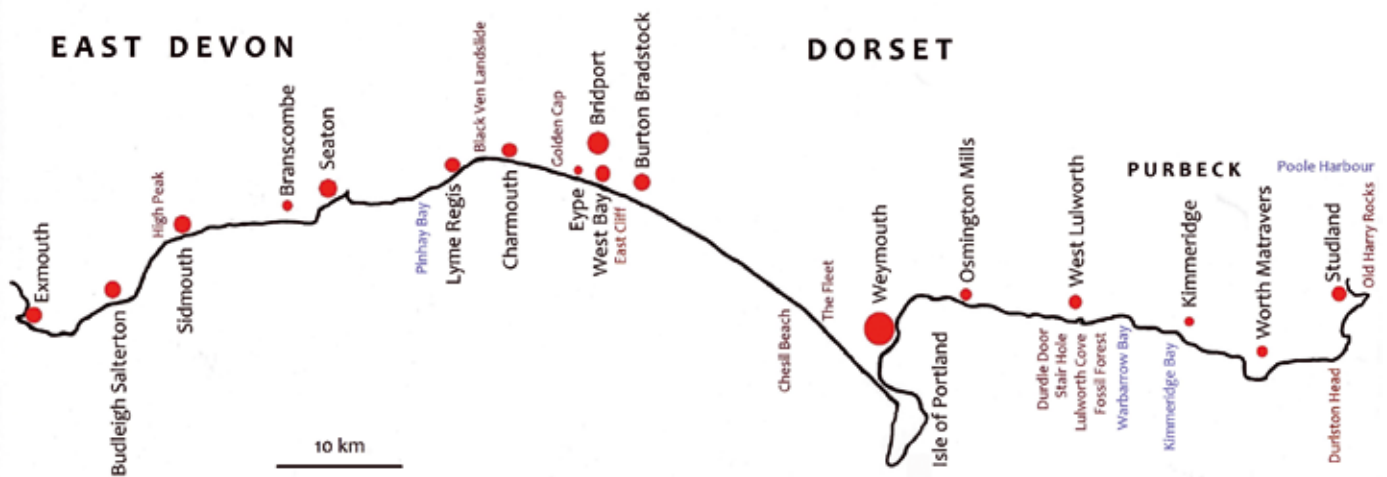 EAST DEVON
DORSET
PURBECK
Poole Harbour
Exmouth
Budleigh Salterton
High Peak
Sidmouth
Branscombe
Seaton
Pinhay Bay
Lyme Regis
Black Ven Landslide
Charmouth
Golden Cap
Eype
Bridport
West Bay
East Cliff
Burton Bradstock
Chesil Beach
The Fleet
Weymouth
Isle of Portland
Osmington Mills
Durdle Door
Stair Hole
West Lulworth
Lulworth Cove
Fossil Forest
Warbarrow Bay
Kimmeridge Bay
Kimmeridge
Worth Matravers
Studland
Durlston Head
Old Harry Rocks
10 km